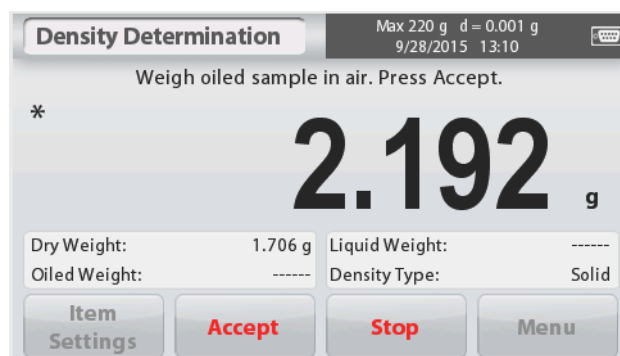 Density Determination
Max 220 g d = 0.001 g
9/28/2015 13:10
Weigh oiled sample in air. Press Accept.
*
2.192 g
Dry Weight: 1.706 g
Liquid Weight: ------
Oiled Weight: ------
Density Type: Solid
Item Settings
Accept
Stop
Menu